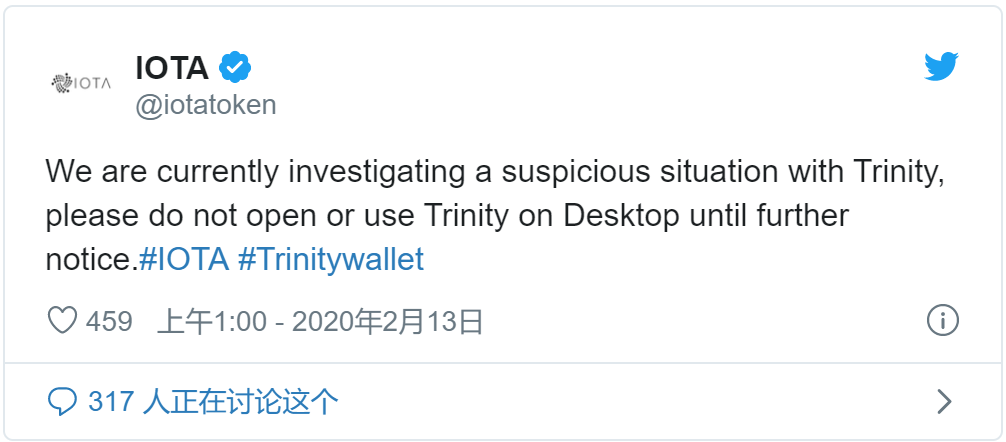 IOTA
IOTA
@iotatoken
We are currently investigating a suspicious situation with Trinity,
please do not open or use Trinity on Desktop until further
notice.#IOTA #Trinitywallet
459 上午1:00 - 2020年2月13日
317 人正在讨论这个